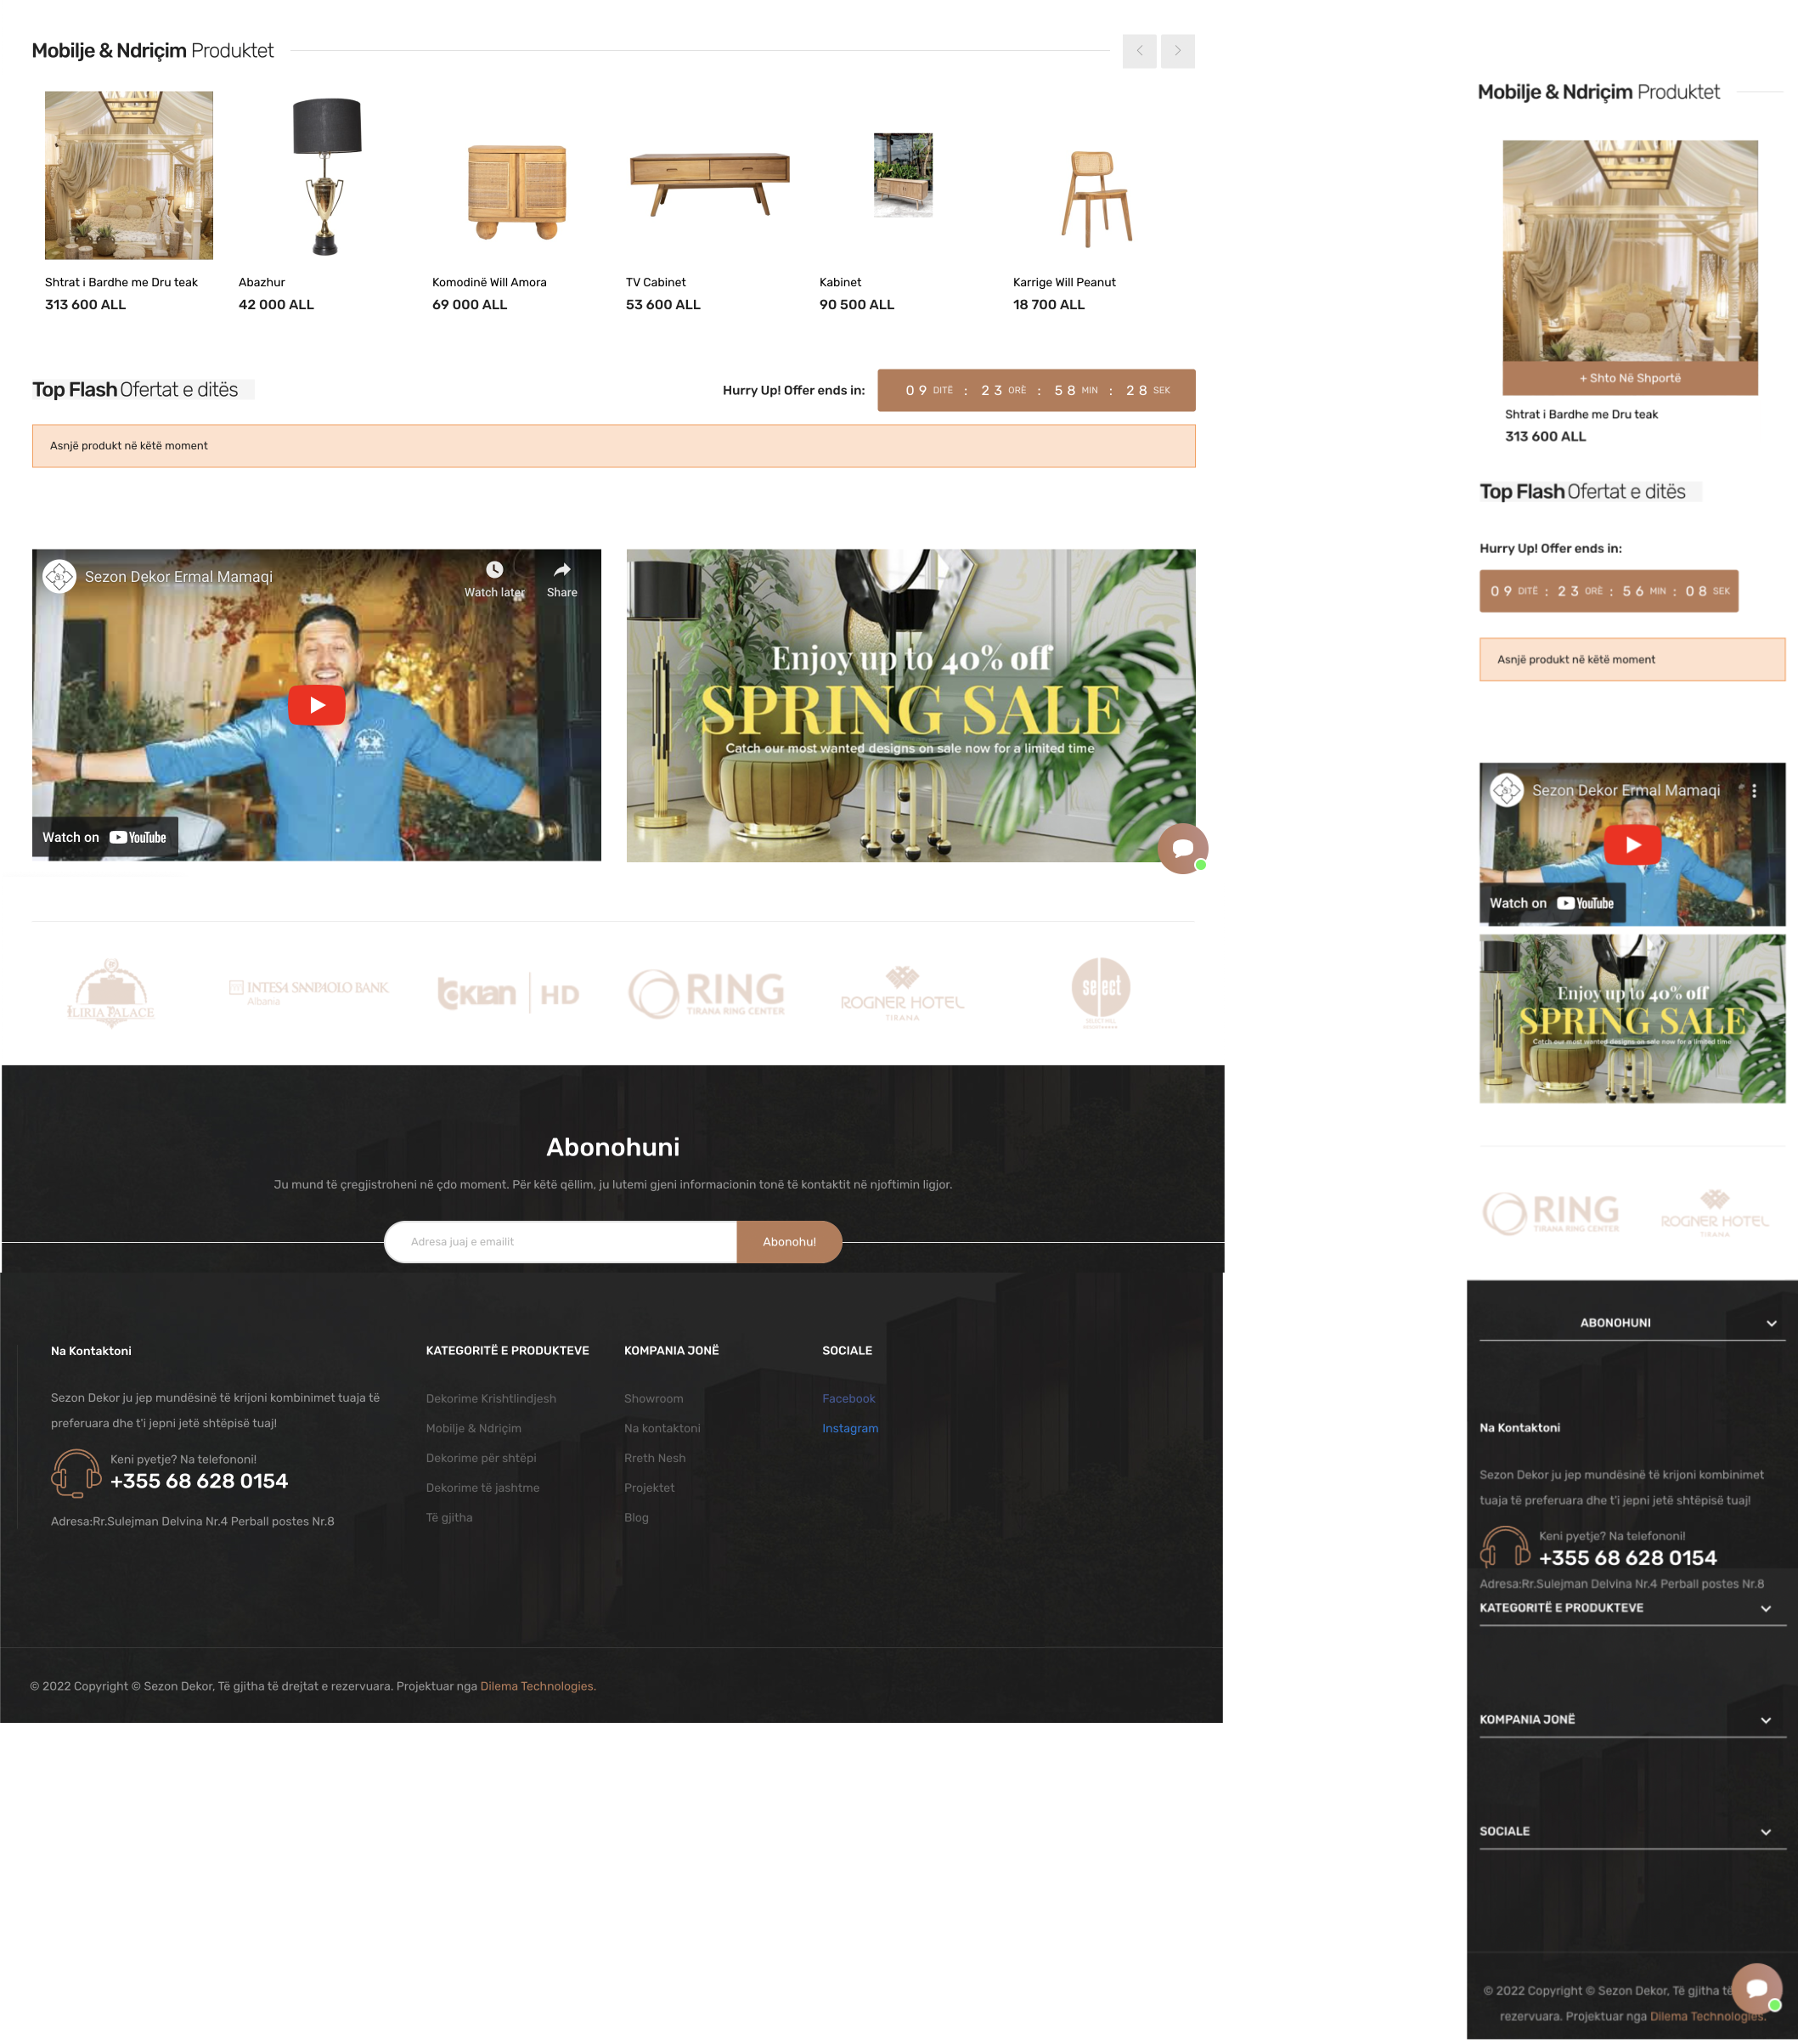 Mobilje & Ndriçim Produktet
Shtrat i Bardhe me Dru teak
313 600 ALL
Abazhur
42 000 ALL
Komodinë Will Amora
69 000 ALL
TV Cabinet
53 600 ALL
Kabinet
90 500 ALL
Karrige Will Peanut
18 700 ALL
Top Flash Ofertat e ditës
Hurry Up! Offer ends in:
09 DITË : 23 ORË : 58 MIN : 28 SEK
Asnjë produkt në këtë moment
Sezon Dekor Ermal Mamaqi
Watch later
Share
Watch on YouTube
Enjoy up to 40% off
SPRING SALE
Catch our most wanted designs on sale now for a limited time
ILIRIA PALACE
INTESA SANPAOLO BANK
Albania
HD
RING
TIRANA RING CENTER
ROGNER HOTEL
TIRANA
select
Abonohuni
Ju mund të çregjistroheni në çdo moment. Për këtë qëllim, ju lutemi gjeni informacionin tonë të kontaktit në njoftimin ligjor.
Adresa juaj e emailit
Abonohu!
Na Kontaktoni
Sezon Dekor ju jep mundësinë të krijoni kombinimet tuaja të
preferuara dhe t'i jepni jetë shtëpisë tuaj!
Keni pyetje? Na telefononi!
+355 68 628 0154
Adresa:Rr.Sulejman Delvina Nr.4 Perball postes Nr.8
KATEGORITË E PRODUKTEVE
Dekorime Krishtlindjesh
Mobilje & Ndriçim
Dekorime për shtëpi
Dekorime të jashtme
Të gjitha
KOMPANIA JONË
Showroom
Na kontaktoni
Rreth Nesh
Projektet
Blog
SOCIALE
Facebook
Instagram
© 2022 Copyright © Sezon Dekor, Të gjitha të drejtat e rezervuara. Projektuar nga Dilema Technologies.
Mobilje & Ndriçim Produktet
+ Shto Në Shportë
Shtrat i Bardhe me Dru teak
313 600 ALL
Top Flash Ofertat e ditës
Hurry Up! Offer ends in:
09 DITË : 23 ORË : 56 MIN : 08 SEK
Asnjë produkt në këtë moment
Sezon Dekor Ermal Mamaqi
Watch on YouTube
Enjoy up to 40% off
SPRING SALE
Catch our most wanted designs on sale now for a limited time
RING
TIRANA RING CENTER
ROGNER HOTEL
TIRANA
ABONOHUNI
Na Kontaktoni
Sezon Dekor ju jep mundësinë të krijoni kombinimet
tuaja të preferuara dhe t'i jepni jetë shtëpisë tuaj!
Keni pyetje? Na telefononi!
+355 68 628 0154
Adresa:Rr.Sulejman Delvina Nr.4 Perball postes Nr.8
KATEGORITË E PRODUKTEVE
KOMPANIA JONË
SOCIALE
© 2022 Copyright © Sezon Dekor, Të gjitha të
rezervuara. Projektuar nga Dilema Technologies.